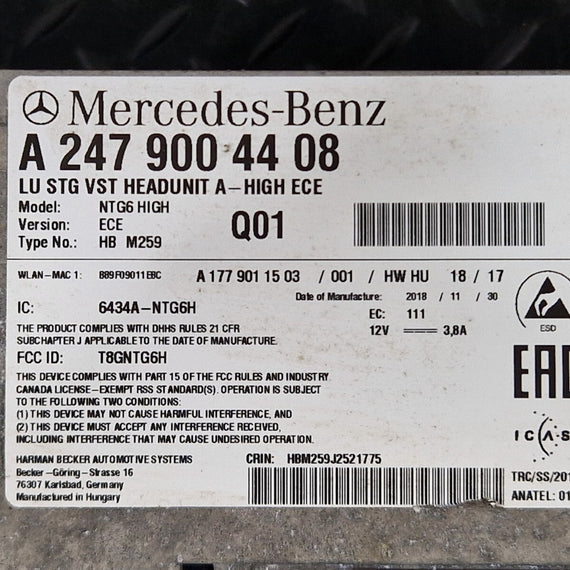 Mercedes-Benz
A 247 900 44 08
LU STG VST HEADUNIT A-HIGH ECE
Model: NTG6 HIGH
Version: ECE
Type No.: HB M259
Q01
WLAN-MAC 1: B89F09011EBC
A 177 901 15 03 / 001 / HW HU 18 / 17
Date of Manufacture: 2018 / 11 / 30
IC: 6434A-NTG6H
EC: 111
12V 3,8A
ESD
THE PRODUCT COMPLIES WITH DHHS RULES 21 CFR
SUBCHAPTER J APPLICABLE TO THE DATE OF MANUFACTURE.
FCC ID: T8GNTG6H
EAC
THIS DEVICE COMPLIES WITH PART 15 OF THE FCC RULES AND INDUSTRY
CANADA LICENSE-EXEMPT RSS STANDARD(S). OPERATION IS SUBJECT
TO THE FOLLOWING TWO CONDITIONS:
(1) THIS DEVICE MAY NOT CAUSE HARMFUL INTERFERENCE, AND
(2) THIS DEVICE MUST ACCEPT ANY INTERFERENCE RECEIVED,
INCLUDING INTERFERENCE THAT MAY CAUSE UNDESIRED OPERATION.
ICAS
HARMAN BECKER AUTOMOTIVE SYSTEMS
Becker-Göring-Strasse 16
76307 Karlsbad, Germany
Manufactured in Hungary
CRIN: HBM259J2521775
TRC/SS/201
ANATEL: 01